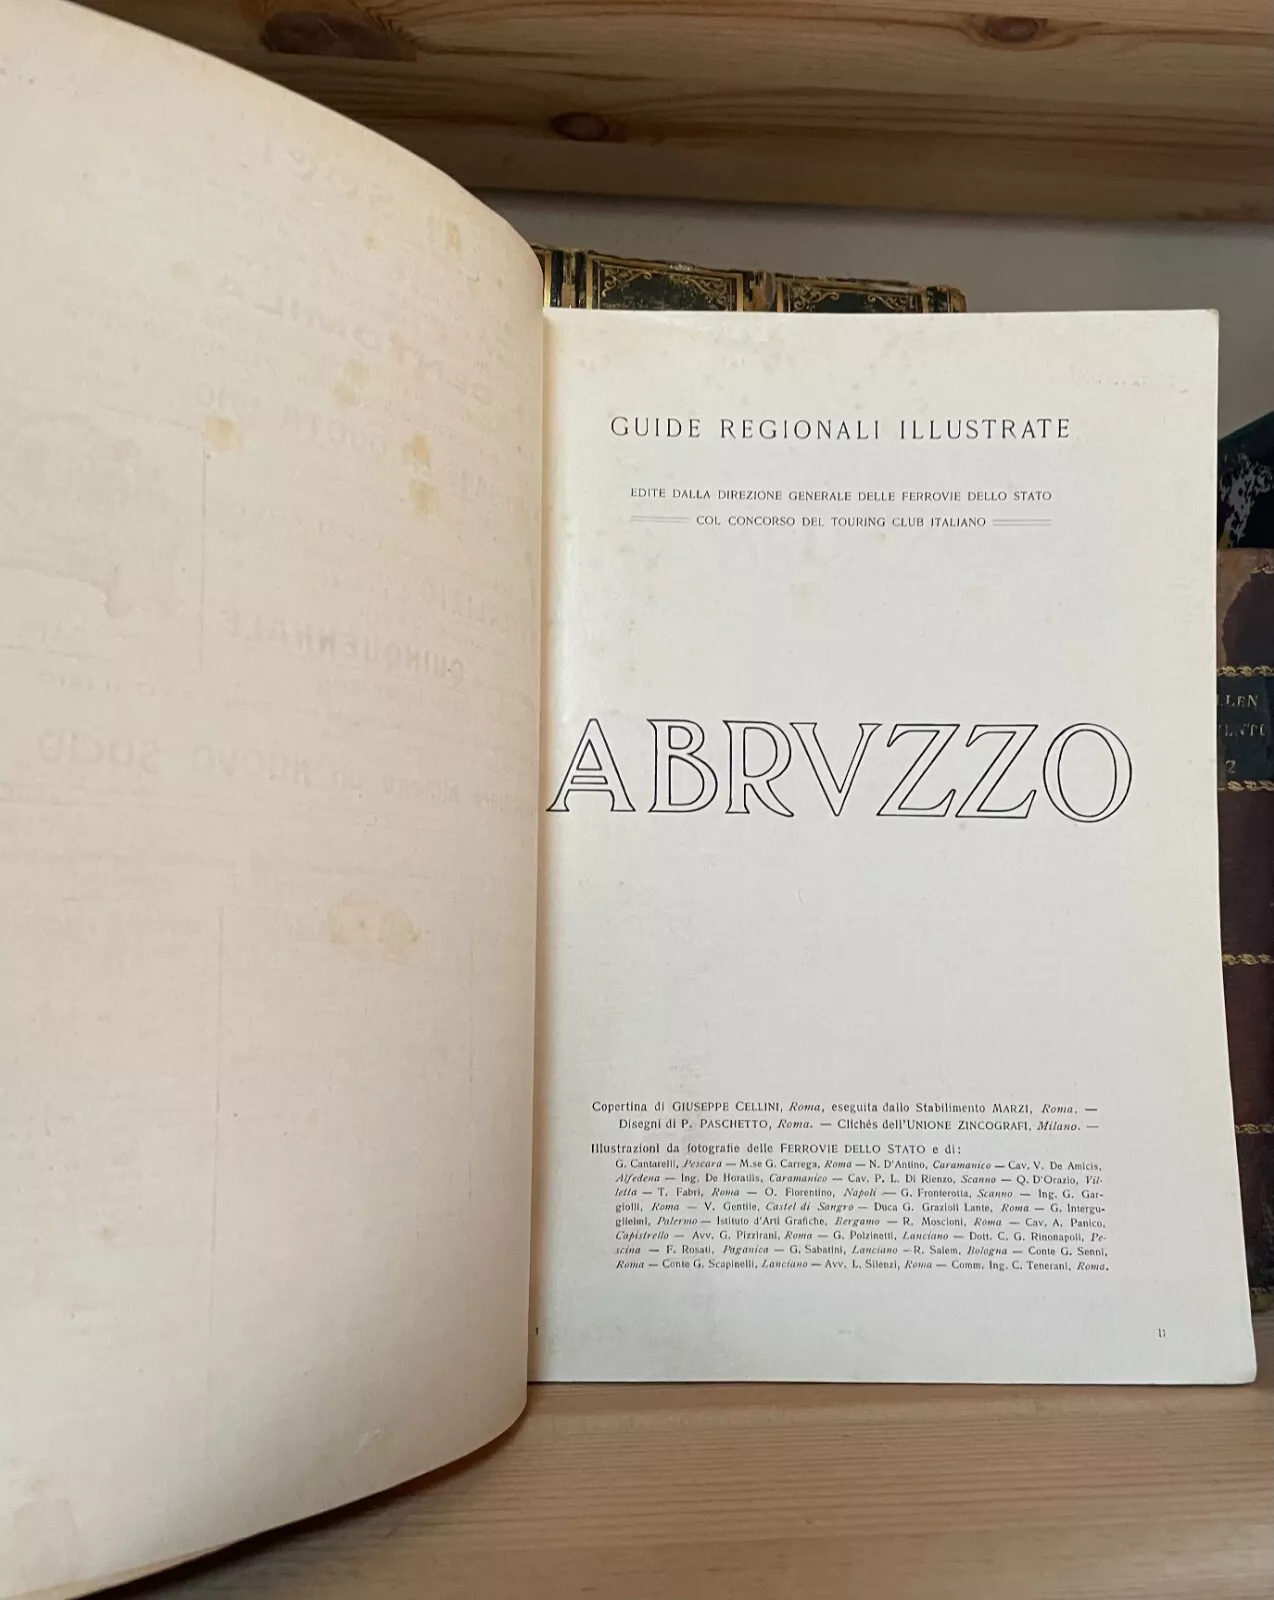 GUIDE REGIONALI ILLUSTRATE
EDITE DALLA DIREZIONE GENERALE DELLE FERROVIE DELLO STATO
COL CONCORSO DEL TOURING CLUB ITALIANO
ABRVZZO
Copertina di GIUSEPPE CELLINI, Roma, eseguita dallo Stabilimento MARZI, Roma. —
Disegni di P. PASCHETTO, Roma. — Clichés dell'UNIONE ZINCOGRAFI, Milano. —
Illustrazioni da fotografie delle FERROVIE DELLO STATO e di:
G. Cantarelli, Pescara — M.se G. Carrega, Roma — N. D'Antino, Caramanico — Cav. V. De Amicis,
Alfedena — Ing. De Horatiis, Caramanico — Cav. P. L. Di Rienzo, Scanno — Q. D'Orazio, Vil-
letta — T. Fabri, Roma — O. Fiorentino, Napoli — G. Fronterotta, Scanno — Ing. G. Gar-
giolli, Roma — V. Gentile, Castel di Sangro — Duca G. Grazioli Lante, Roma — G. Intergu-
glielmi, Palermo — Istituto d'Arti Grafiche, Bergamo — R. Moscioni, Roma — Cav. A. Panico,
Capistrello — Avv. G. Pizzirani, Roma — G. Polzinetti, Lanciano — Dott. C. G. Rinonapoli, Pe-
scina — F. Rosati, Paganica — G. Sabatini, Lanciano — R. Salem, Bologna — Conte G. Senni,
Roma — Conte G. Scapinelli, Lanciano — Avv. L. Silenzi, Roma — Comm. Ing. C. Tenerani, Roma.